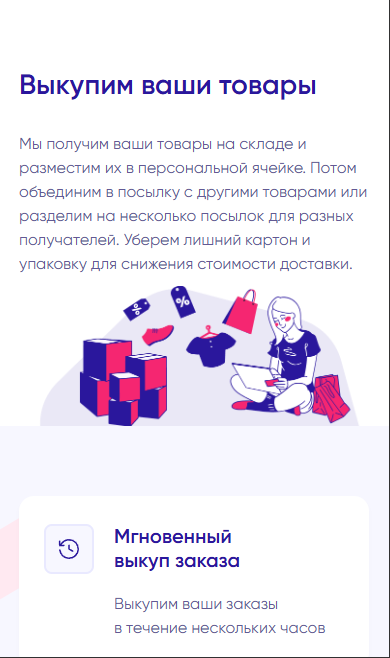 Выкупим ваши товары
Мы получим ваши товары на складе и
разместим их в персональной ячейке. Потом
объединим в посылку с другими товарами или
разделим на несколько посылок для разных
получателей. Уберем лишний картон и
упаковку для снижения стоимости доставки.
%
%
Мгновенный
выкуп заказа
Выкупим ваши заказы
в течение нескольких часов